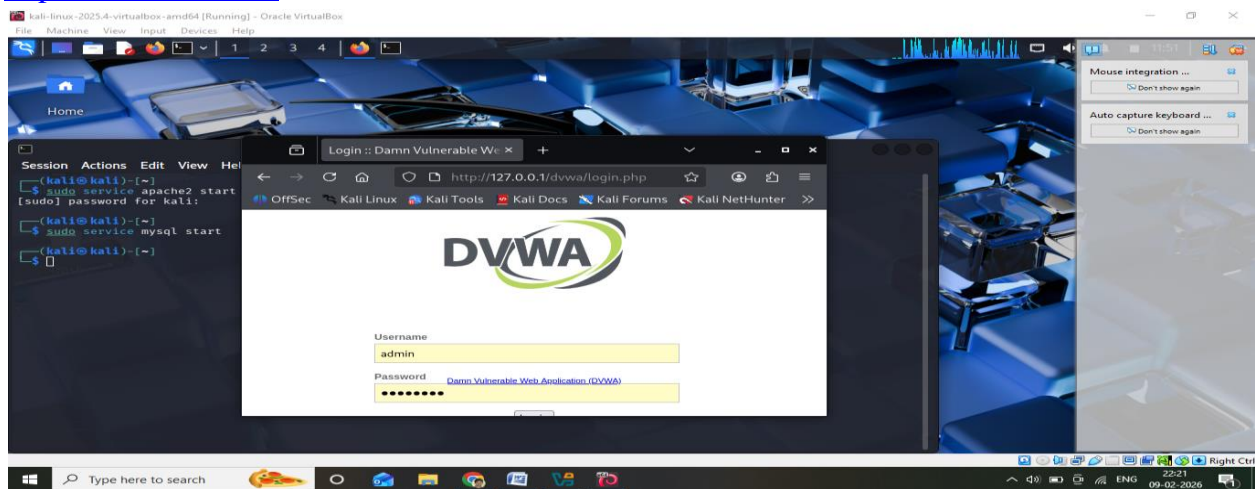 kali-linux-2025.4-virtualbox-amd64 [Running] - Oracle VirtualBox
File Machine View Input Devices Help
1 2 3 4
11:51
Mouse integration ...
Don't show again
Auto capture keyboard ...
Don't show again
Home
Session Actions Edit View Hel
(kali㉿kali)-[~]
$ sudo service apache2 start
[sudo] password for kali:
(kali㉿kali)-[~]
$ sudo service mysql start
(kali㉿kali)-[~]
$
Login :: Damn Vulnerable We
http://127.0.0.1/dvwa/login.php
OffSec Kali Linux Kali Tools Kali Docs Kali Forums Kali NetHunter
DVWA
Username
admin
Password
Damn Vulnerable Web Application (DVWA)
••••••••
Right Ctrl
Type here to search
ENG
22:21
09-02-2026